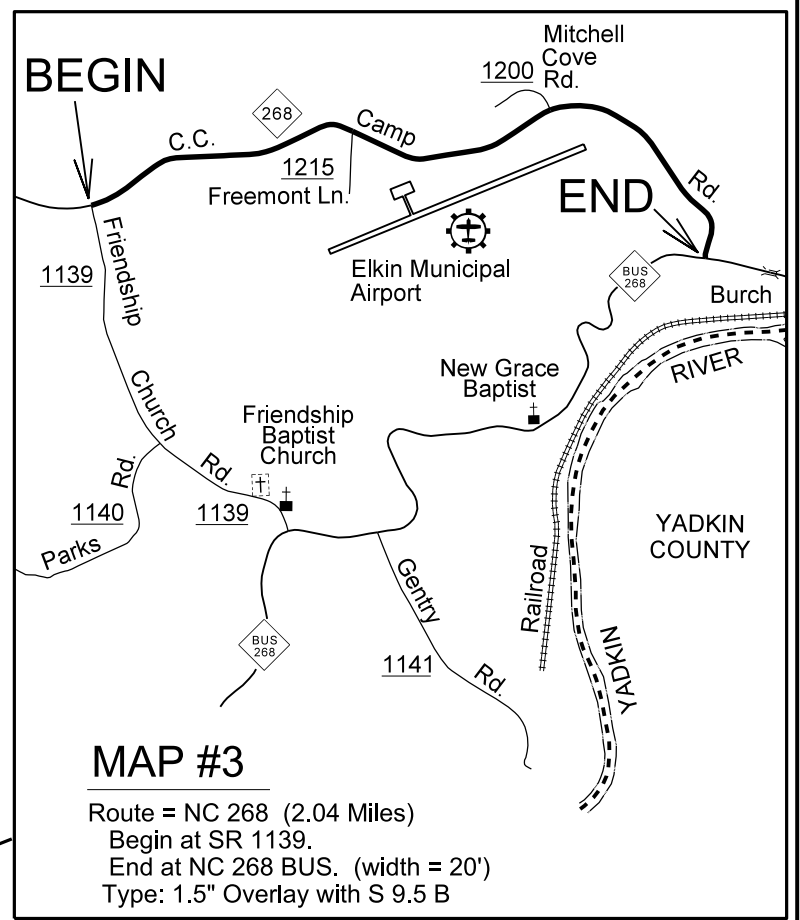 BEGIN
Mitchell
Cove
Rd.
1200
268
C.C. Camp Rd.
1215
Freemont Ln.
END
1139
Friendship Church Rd.
Elkin Municipal
Airport
BUS
268
Burch
RIVER
New Grace
Baptist
Friendship
Baptist
Church
1139
1140
Parks Rd.
YADKIN
COUNTY
Railroad
Gentry Rd.
1141
BUS
268
YADKIN
MAP #3
Route = NC 268 (2.04 Miles)
Begin at SR 1139.
End at NC 268 BUS. (width = 20')
Type: 1.5" Overlay with S 9.5 B